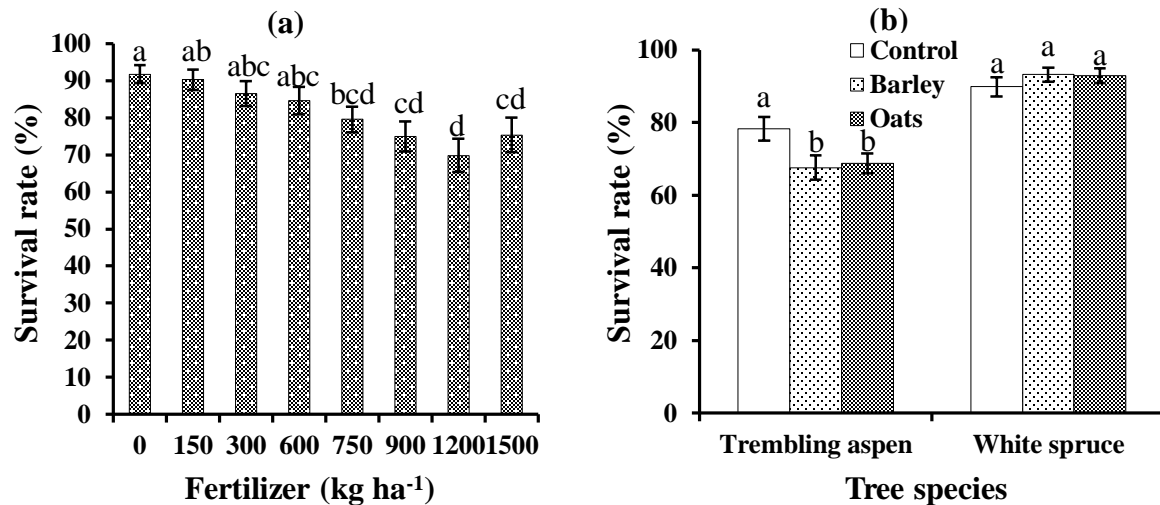 (a)
100
90
80
70
60
50
40
30
20
10
0
Survival rate (%)
a
ab
abc
abc
bcd
cd
d
cd
0 150 300 600 750 900 1200 1500
Fertilizer (kg ha⁻¹)
(b)
100
80
60
40
20
0
Survival rate (%)
Control
Barley
Oats
a
b
b
a
a
a
Trembling aspen White spruce
Tree species